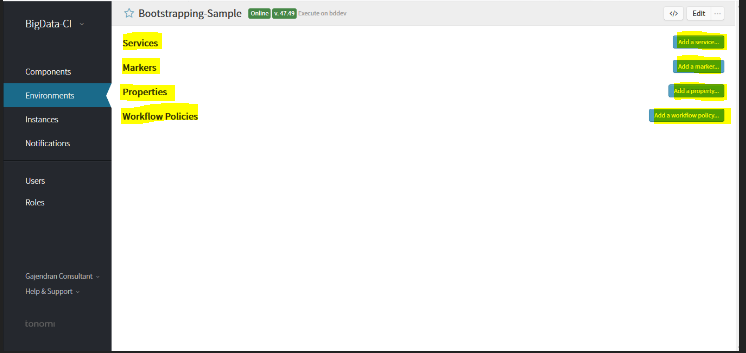 BigData-CI
Bootstrapping-Sample Online v. 47.49 Execute on bddev </> Edit ...
Services Add a service...
Markers Add a marker...
Components
Environments
Properties Add a property...
Workflow Policies Add a workflow policy...
Instances
Notifications
Users
Roles
Gajendran Consultant
Help & Support
tonomi